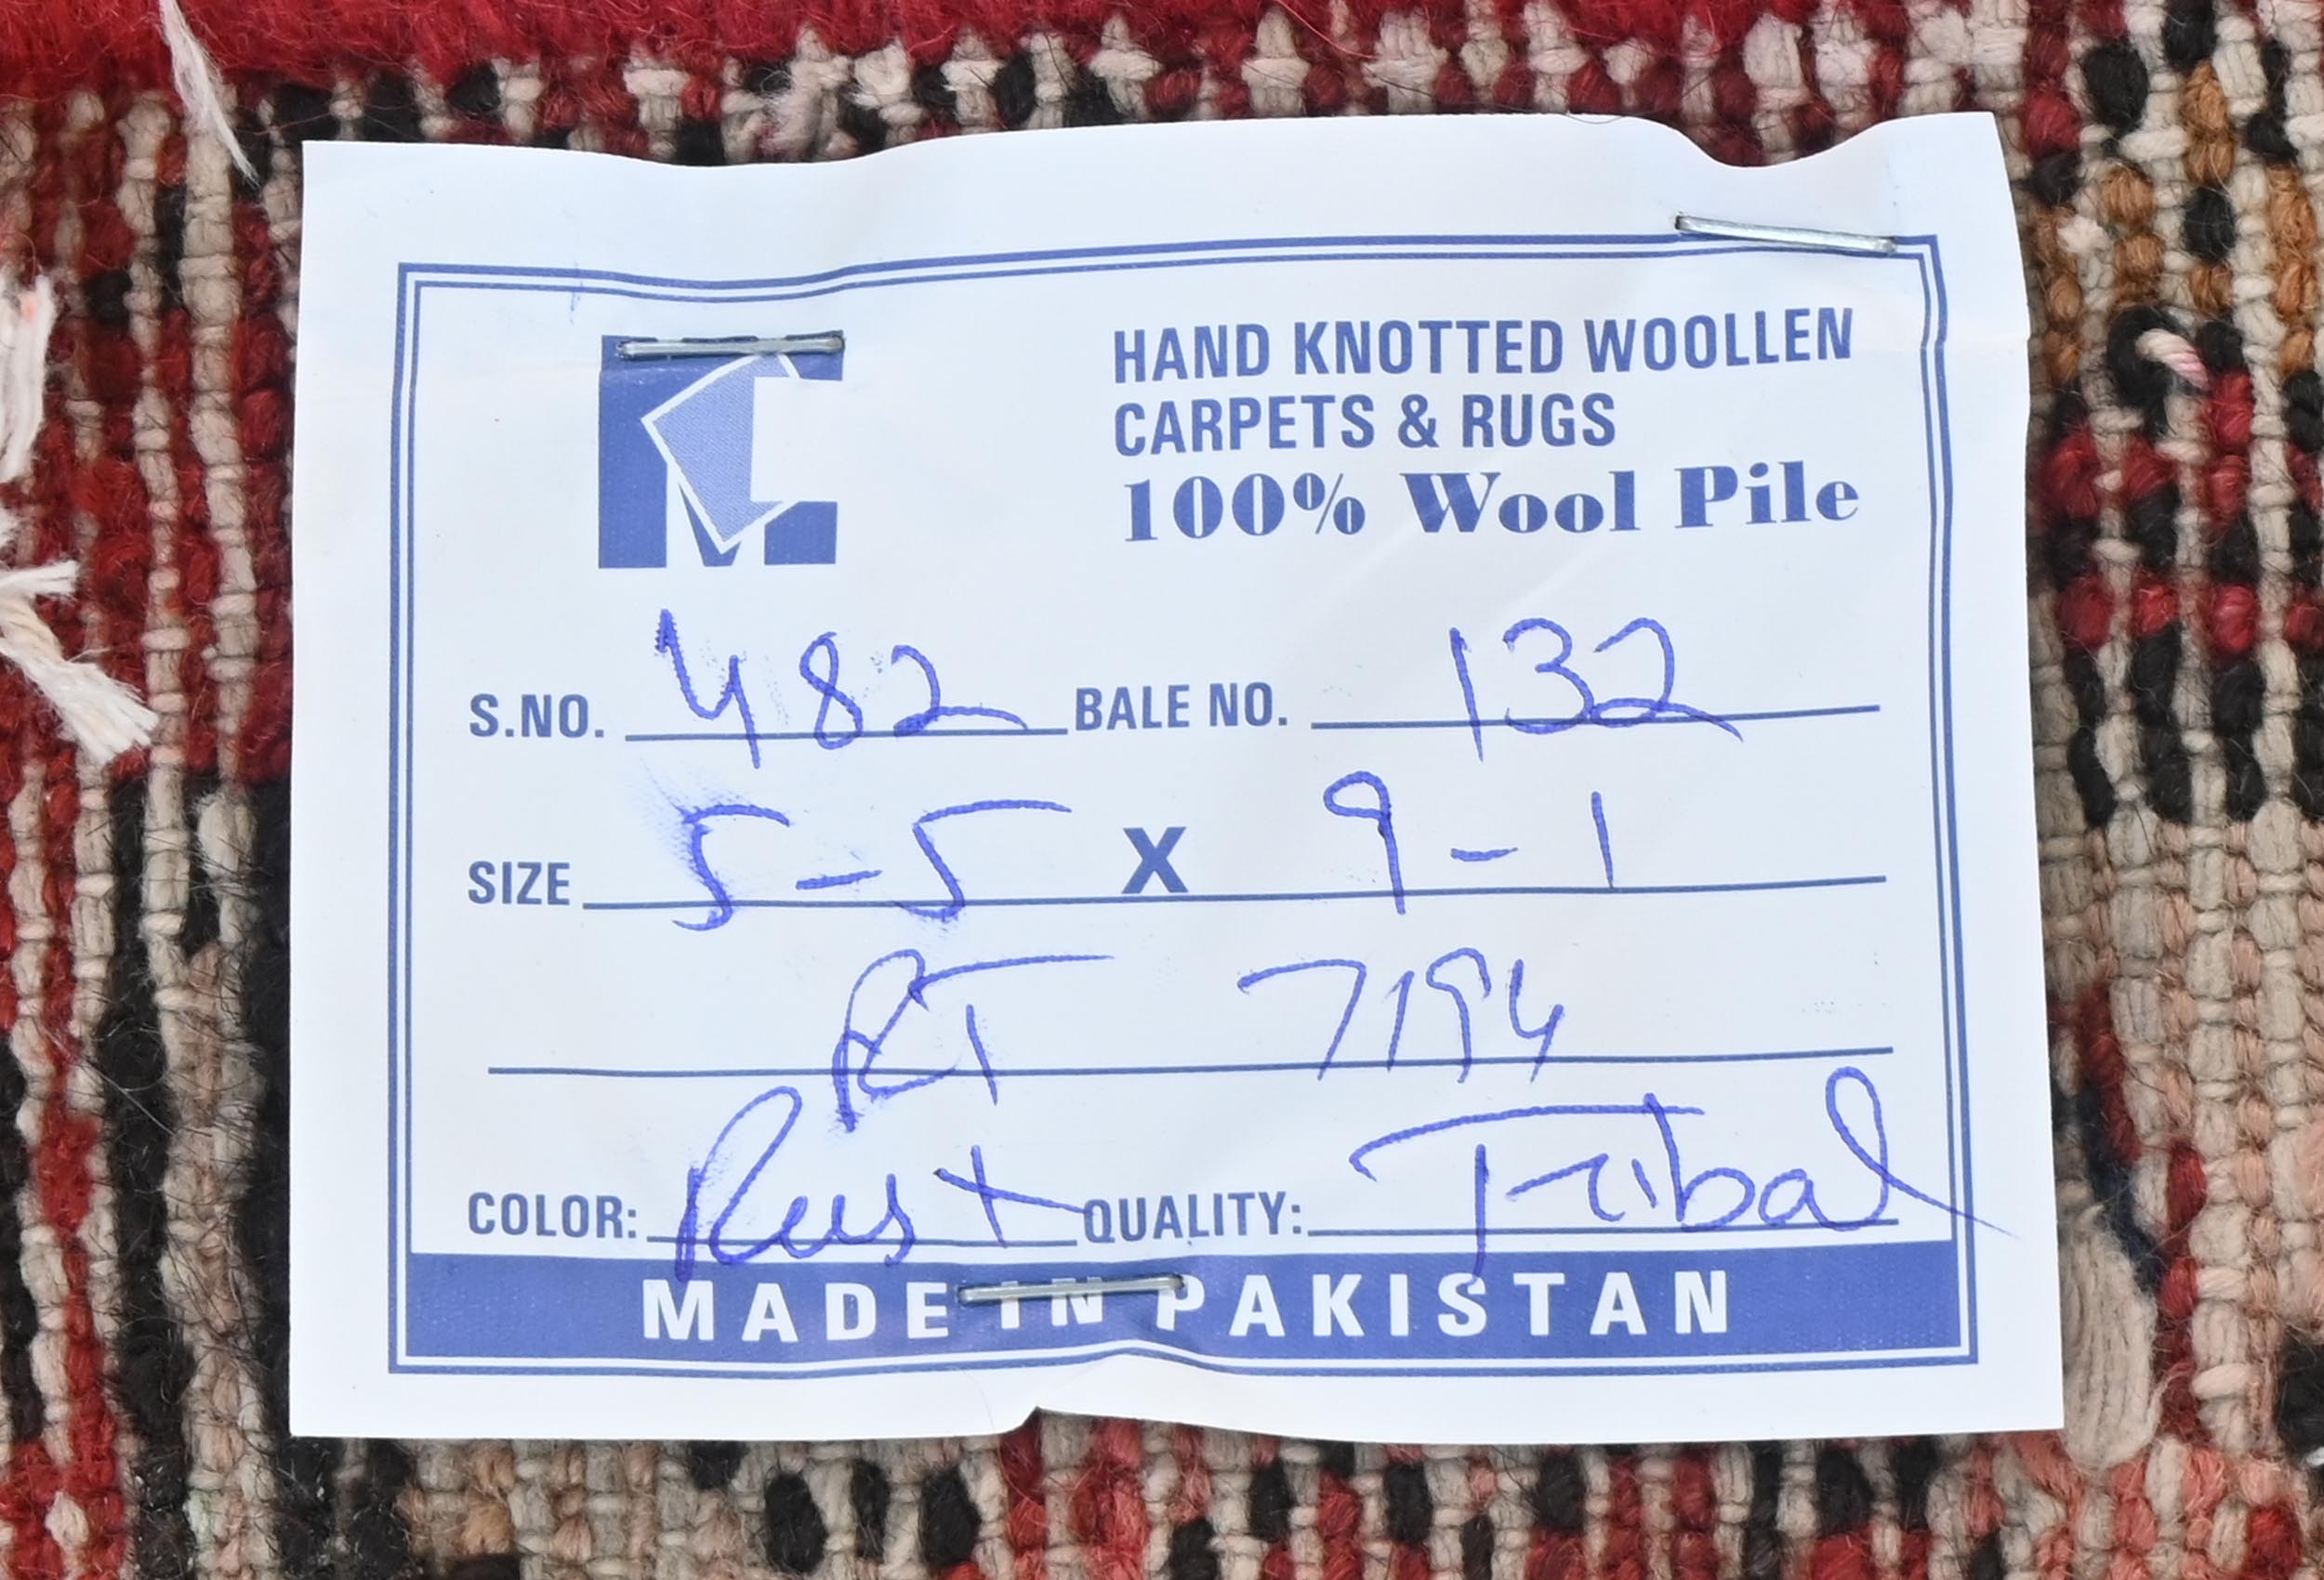 HAND KNOTTED WOOLLEN
CARPETS & RUGS
100% Wool Pile
S.NO. 482 BALE NO. 132
SIZE 5-5 X 9-1
RT 7194
COLOR: Rust QUALITY: Tribal
MADE IN PAKISTAN